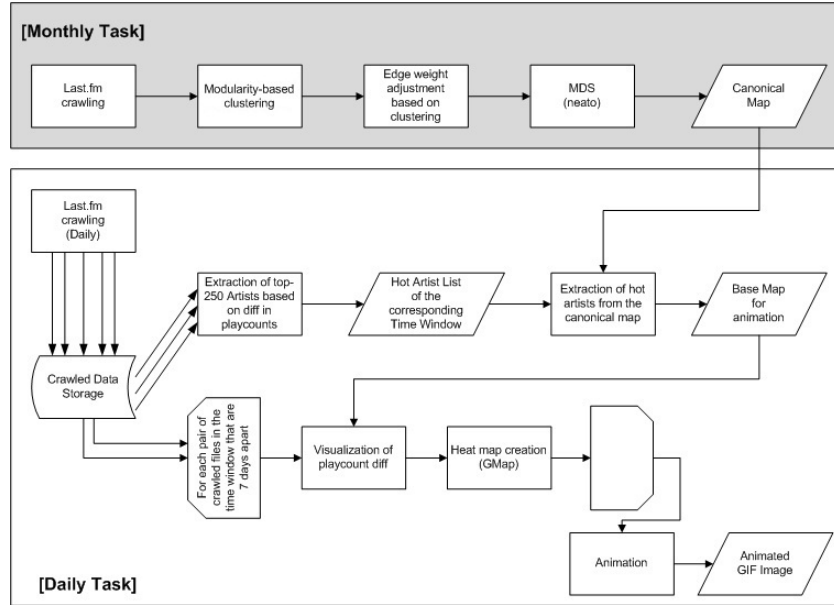 [Monthly Task]
Last.fm
crawling
Modularity-based
clustering
Edge weight
adjustment
based on
clustering
MDS
(neato)
Canonical
Map
Last.fm
crawling
(Daily)
Extraction of top-
250 Artists based
on diff in
playcounts
Hot Artist List
of the
corresponding
Time Window
Extraction of hot
artists from the
canonical map
Base Map
for
animation
Crawled Data
Storage
For each pair of
crawled files in the
time window that are
7 days apart
Visualization of
playcount diff
Heat map creation
(GMap)
Animation
Animated
GIF Image
[Daily Task]